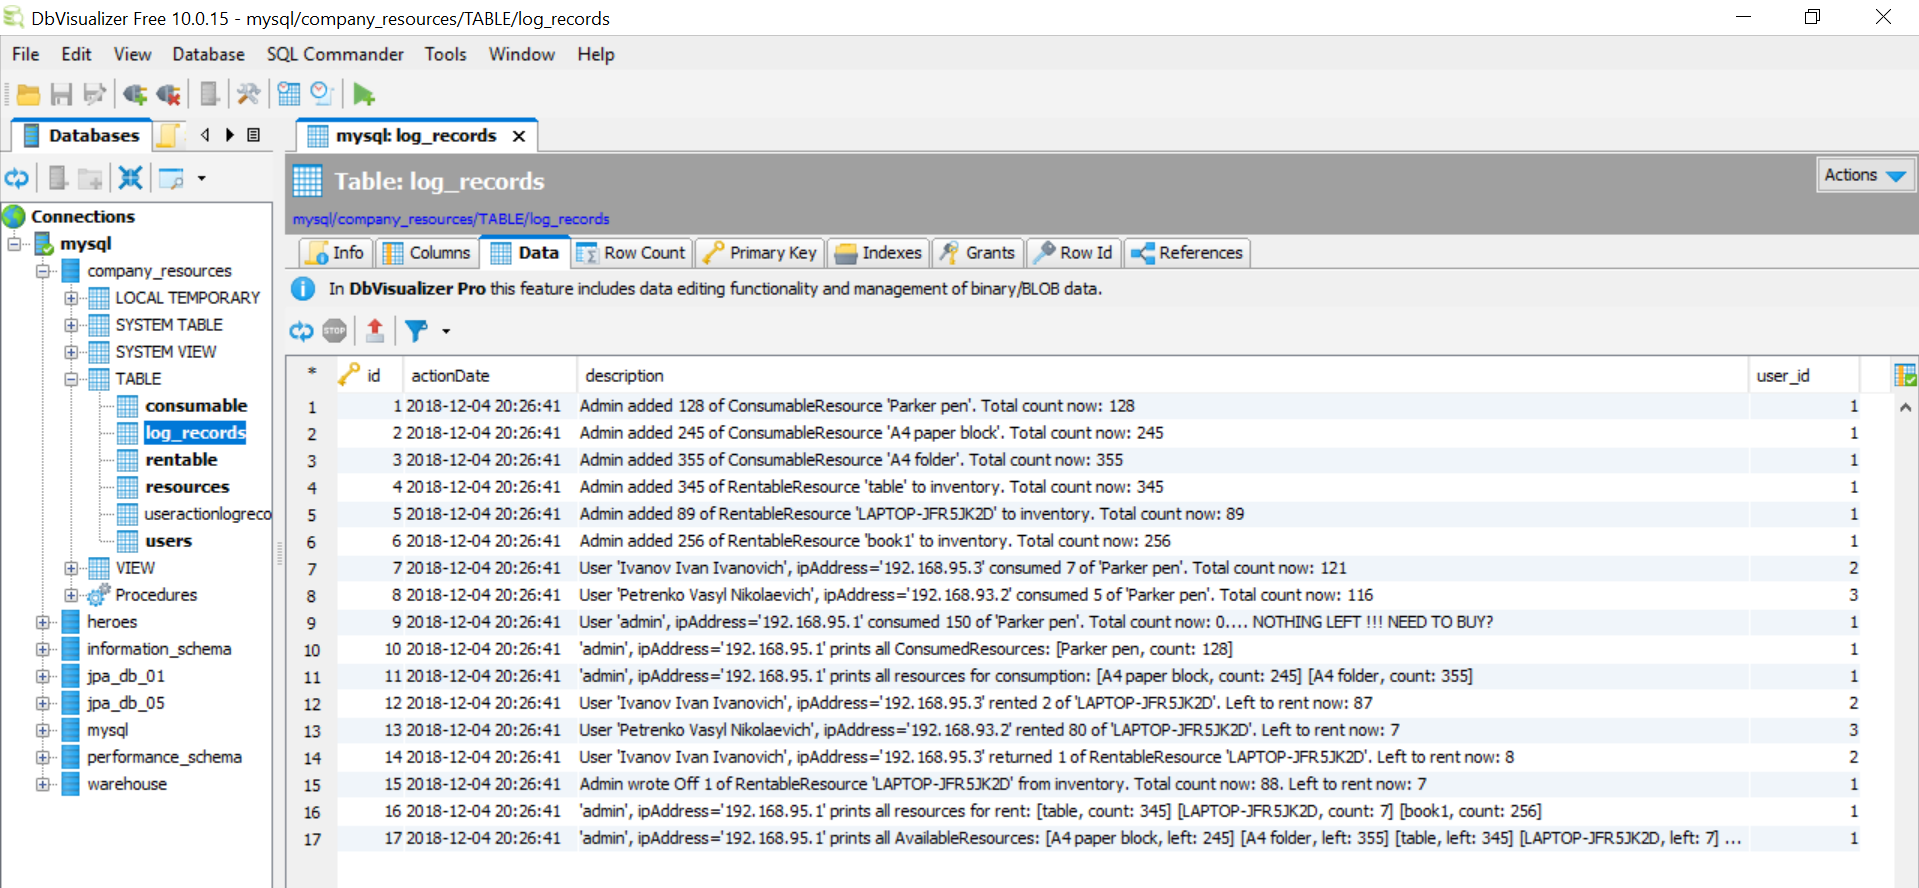 DbVisualizer Free 10.0.15 - mysql/company_resources/TABLE/log_records
File Edit View Database SQL Commander Tools Window Help
Databases
mysql: log_records
Table: log_records
Actions
mysql/company_resources/TABLE/log_records
Connections
mysql
company_resources
LOCAL TEMPORARY
SYSTEM TABLE
SYSTEM VIEW
TABLE
consumable
log_records
rentable
resources
useractionlogreco
users
VIEW
Procedures
heroes
information_schema
jpa_db_01
jpa_db_05
mysql
performance_schema
warehouse
Info Columns Data Row Count Primary Key Indexes Grants Row Id References
In DbVisualizer Pro this feature includes data editing functionality and management of binary/BLOB data.
STOP
* id actionDate description user_id
1 1 2018-12-04 20:26:41 Admin added 128 of ConsumableResource 'Parker pen'. Total count now: 128 1
2 2 2018-12-04 20:26:41 Admin added 245 of ConsumableResource 'A4 paper block'. Total count now: 245 1
3 3 2018-12-04 20:26:41 Admin added 355 of ConsumableResource 'A4 folder'. Total count now: 355 1
4 4 2018-12-04 20:26:41 Admin added 345 of RentableResource 'table' to inventory. Total count now: 345 1
5 5 2018-12-04 20:26:41 Admin added 89 of RentableResource 'LAPTOP-JFR5JK2D' to inventory. Total count now: 89 1
6 6 2018-12-04 20:26:41 Admin added 256 of RentableResource 'book1' to inventory. Total count now: 256 1
7 7 2018-12-04 20:26:41 User 'Ivanov Ivan Ivanovich', ipAddress='192.168.95.3' consumed 7 of 'Parker pen'. Total count now: 121 2
8 8 2018-12-04 20:26:41 User 'Petrenko Vasyl Nikolaevich', ipAddress='192.168.93.2' consumed 5 of 'Parker pen'. Total count now: 116 3
9 9 2018-12-04 20:26:41 User 'admin', ipAddress='192.168.95.1' consumed 150 of 'Parker pen'. Total count now: 0.... NOTHING LEFT !!! NEED TO BUY? 1
10 10 2018-12-04 20:26:41 'admin', ipAddress='192.168.95.1' prints all ConsumedResources: [Parker pen, count: 128] 1
11 11 2018-12-04 20:26:41 'admin', ipAddress='192.168.95.1' prints all resources for consumption: [A4 paper block, count: 245] [A4 folder, count: 355] 1
12 12 2018-12-04 20:26:41 User 'Ivanov Ivan Ivanovich', ipAddress='192.168.95.3' rented 2 of 'LAPTOP-JFR5JK2D'. Left to rent now: 87 2
13 13 2018-12-04 20:26:41 User 'Petrenko Vasyl Nikolaevich', ipAddress='192.168.93.2' rented 80 of 'LAPTOP-JFR5JK2D'. Left to rent now: 7 3
14 14 2018-12-04 20:26:41 User 'Ivanov Ivan Ivanovich', ipAddress='192.168.95.3' returned 1 of RentableResource 'LAPTOP-JFR5JK2D'. Left to rent now: 8 2
15 15 2018-12-04 20:26:41 Admin wrote Off 1 of RentableResource 'LAPTOP-JFR5JK2D' from inventory. Total count now: 88. Left to rent now: 7 1
16 16 2018-12-04 20:26:41 'admin', ipAddress='192.168.95.1' prints all resources for rent: [table, count: 345] [LAPTOP-JFR5JK2D, count: 7] [book1, count: 256] 1
17 17 2018-12-04 20:26:41 'admin', ipAddress='192.168.95.1' prints all AvailableResources: [A4 paper block, left: 245] [A4 folder, left: 355] [table, left: 345] [LAPTOP-JFR5JK2D, left: 7] ... 1